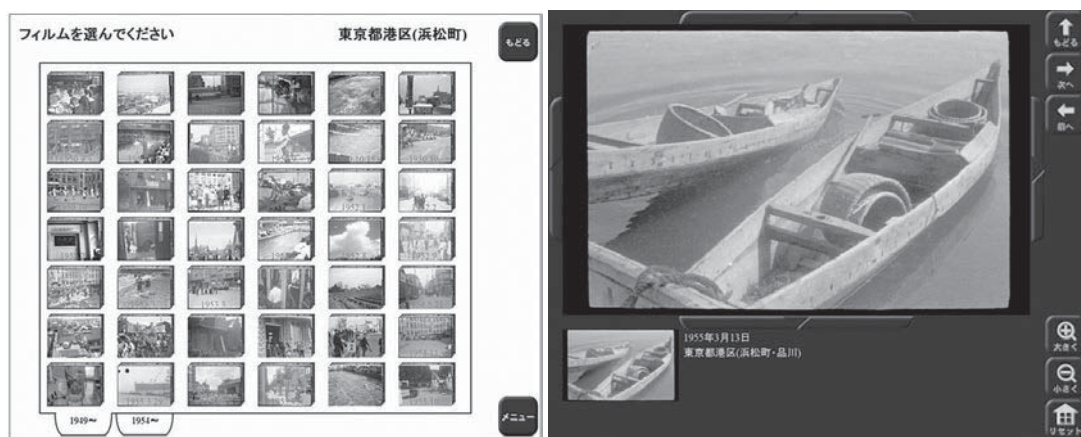 フィルムを選んでください
東京都港区(浜松町)
もどる
1949〜
1954〜
メニュー
もどる
次へ
前へ
1955年3月13日
東京都港区(浜松町・品川)
大きく
小さく
リセット